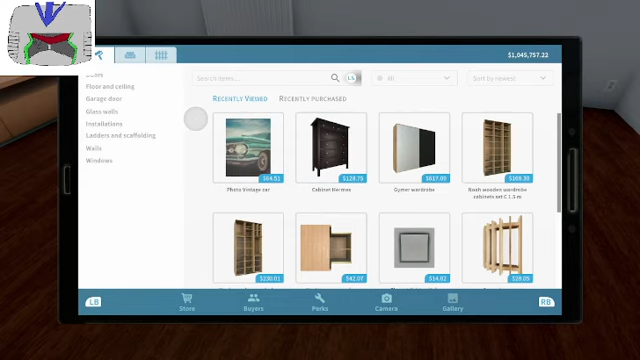 $1,045,757.22
Floor and ceiling
Garage door
Glass walls
Installations
Ladders and scaffolding
Walls
Windows
Search items...
LS
All
Sort by newest
RECENTLY VIEWED
RECENTLY PURCHASED
$64.51
$129.75
$617.00
$169.30
Photo Vintage car
Cabinet Hermes
Gymer wardrobe
wooden wardrobe
cabinets set C 1.3 m
$230.01
$42.07
$14.02
$28.05
LB
Store
Buyers
Perks
Camera
Gallery
RB